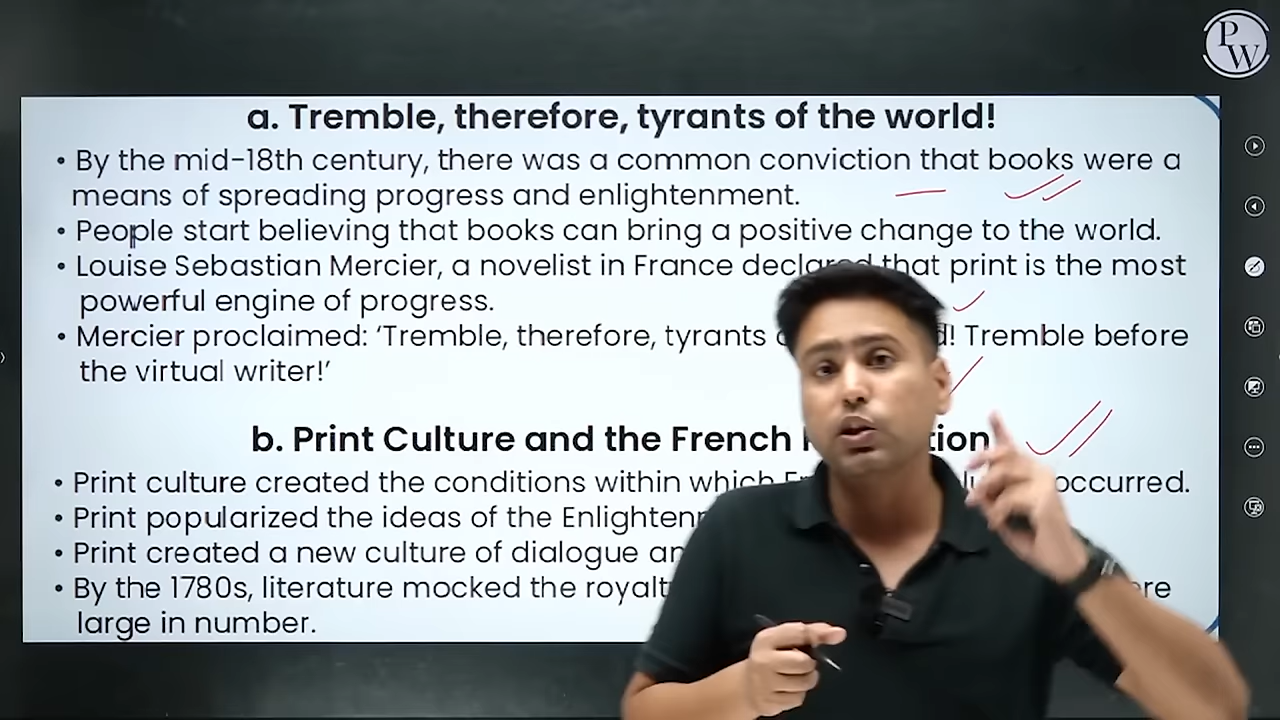 PW
a. Tremble, therefore, tyrants of the world!
• By the mid-18th century, there was a common conviction that books were a
means of spreading progress and enlightenment.
• People start believing that books can bring a positive change to the world.
• Louise Sebastian Mercier, a novelist in France declared that print is the most
powerful engine of progress.
• Mercier proclaimed: ‘Tremble, therefore, tyrants Tremble before
the virtual writer!’
b. Print Culture and the French
• Print culture created the conditions within which occurred.
• Print popularized the ideas of the
• Print created a new culture of dialogue
• By the 1780s, literature mocked the
large in number.